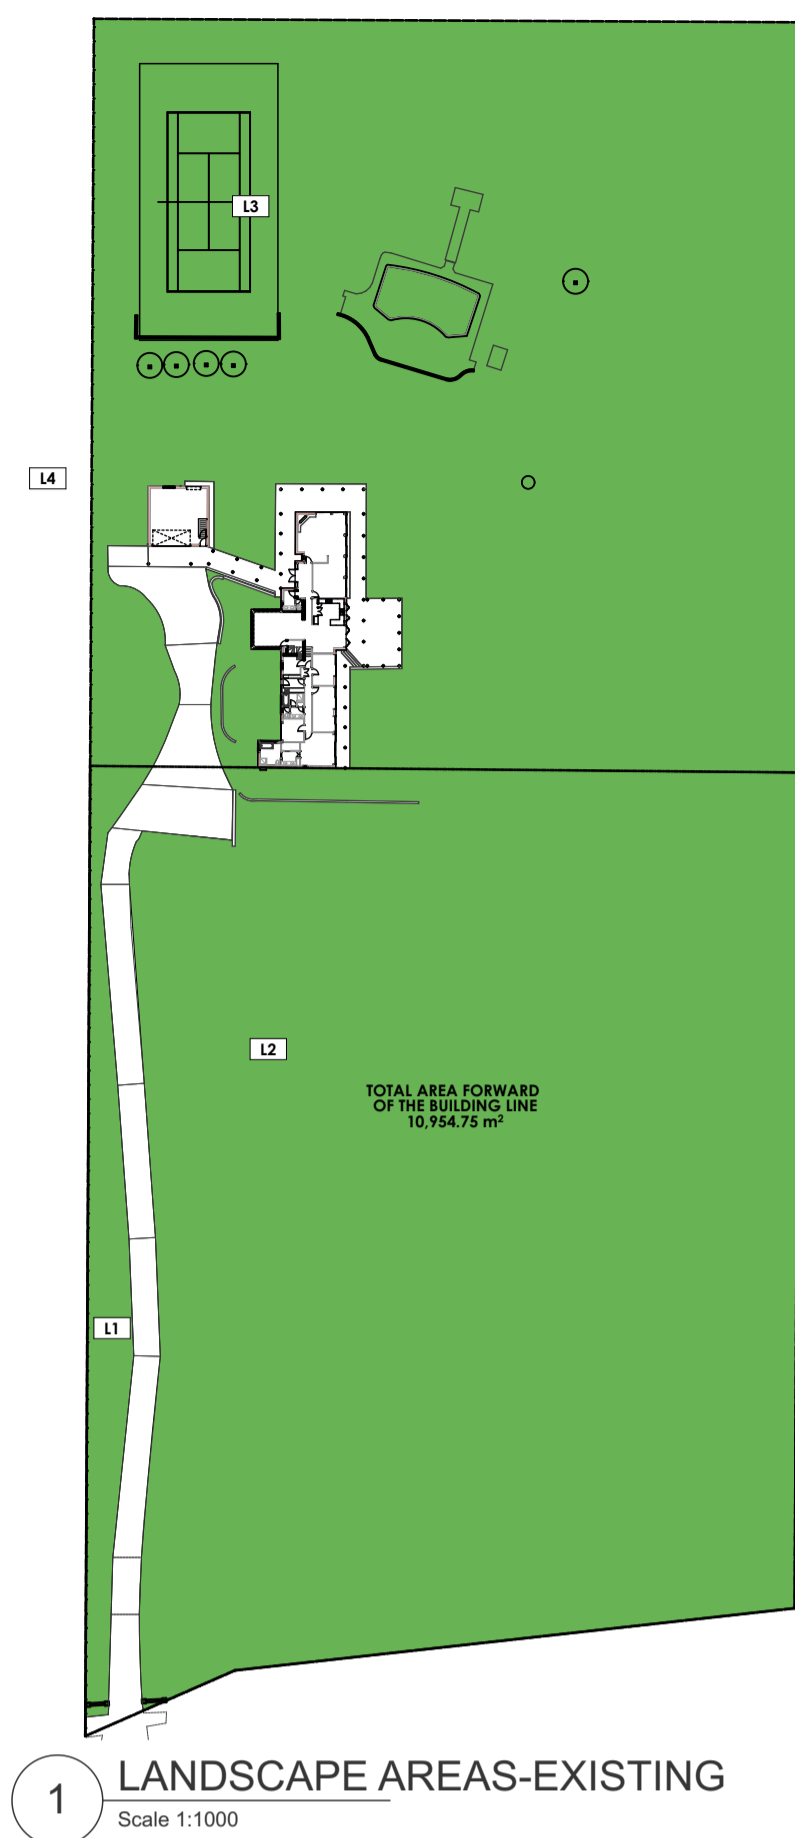 L3
L4
L2
TOTAL AREA FORWARD
OF THE BUILDING LINE
10,954.75 m²
L1
1
LANDSCAPE AREAS-EXISTING
Scale 1:1000